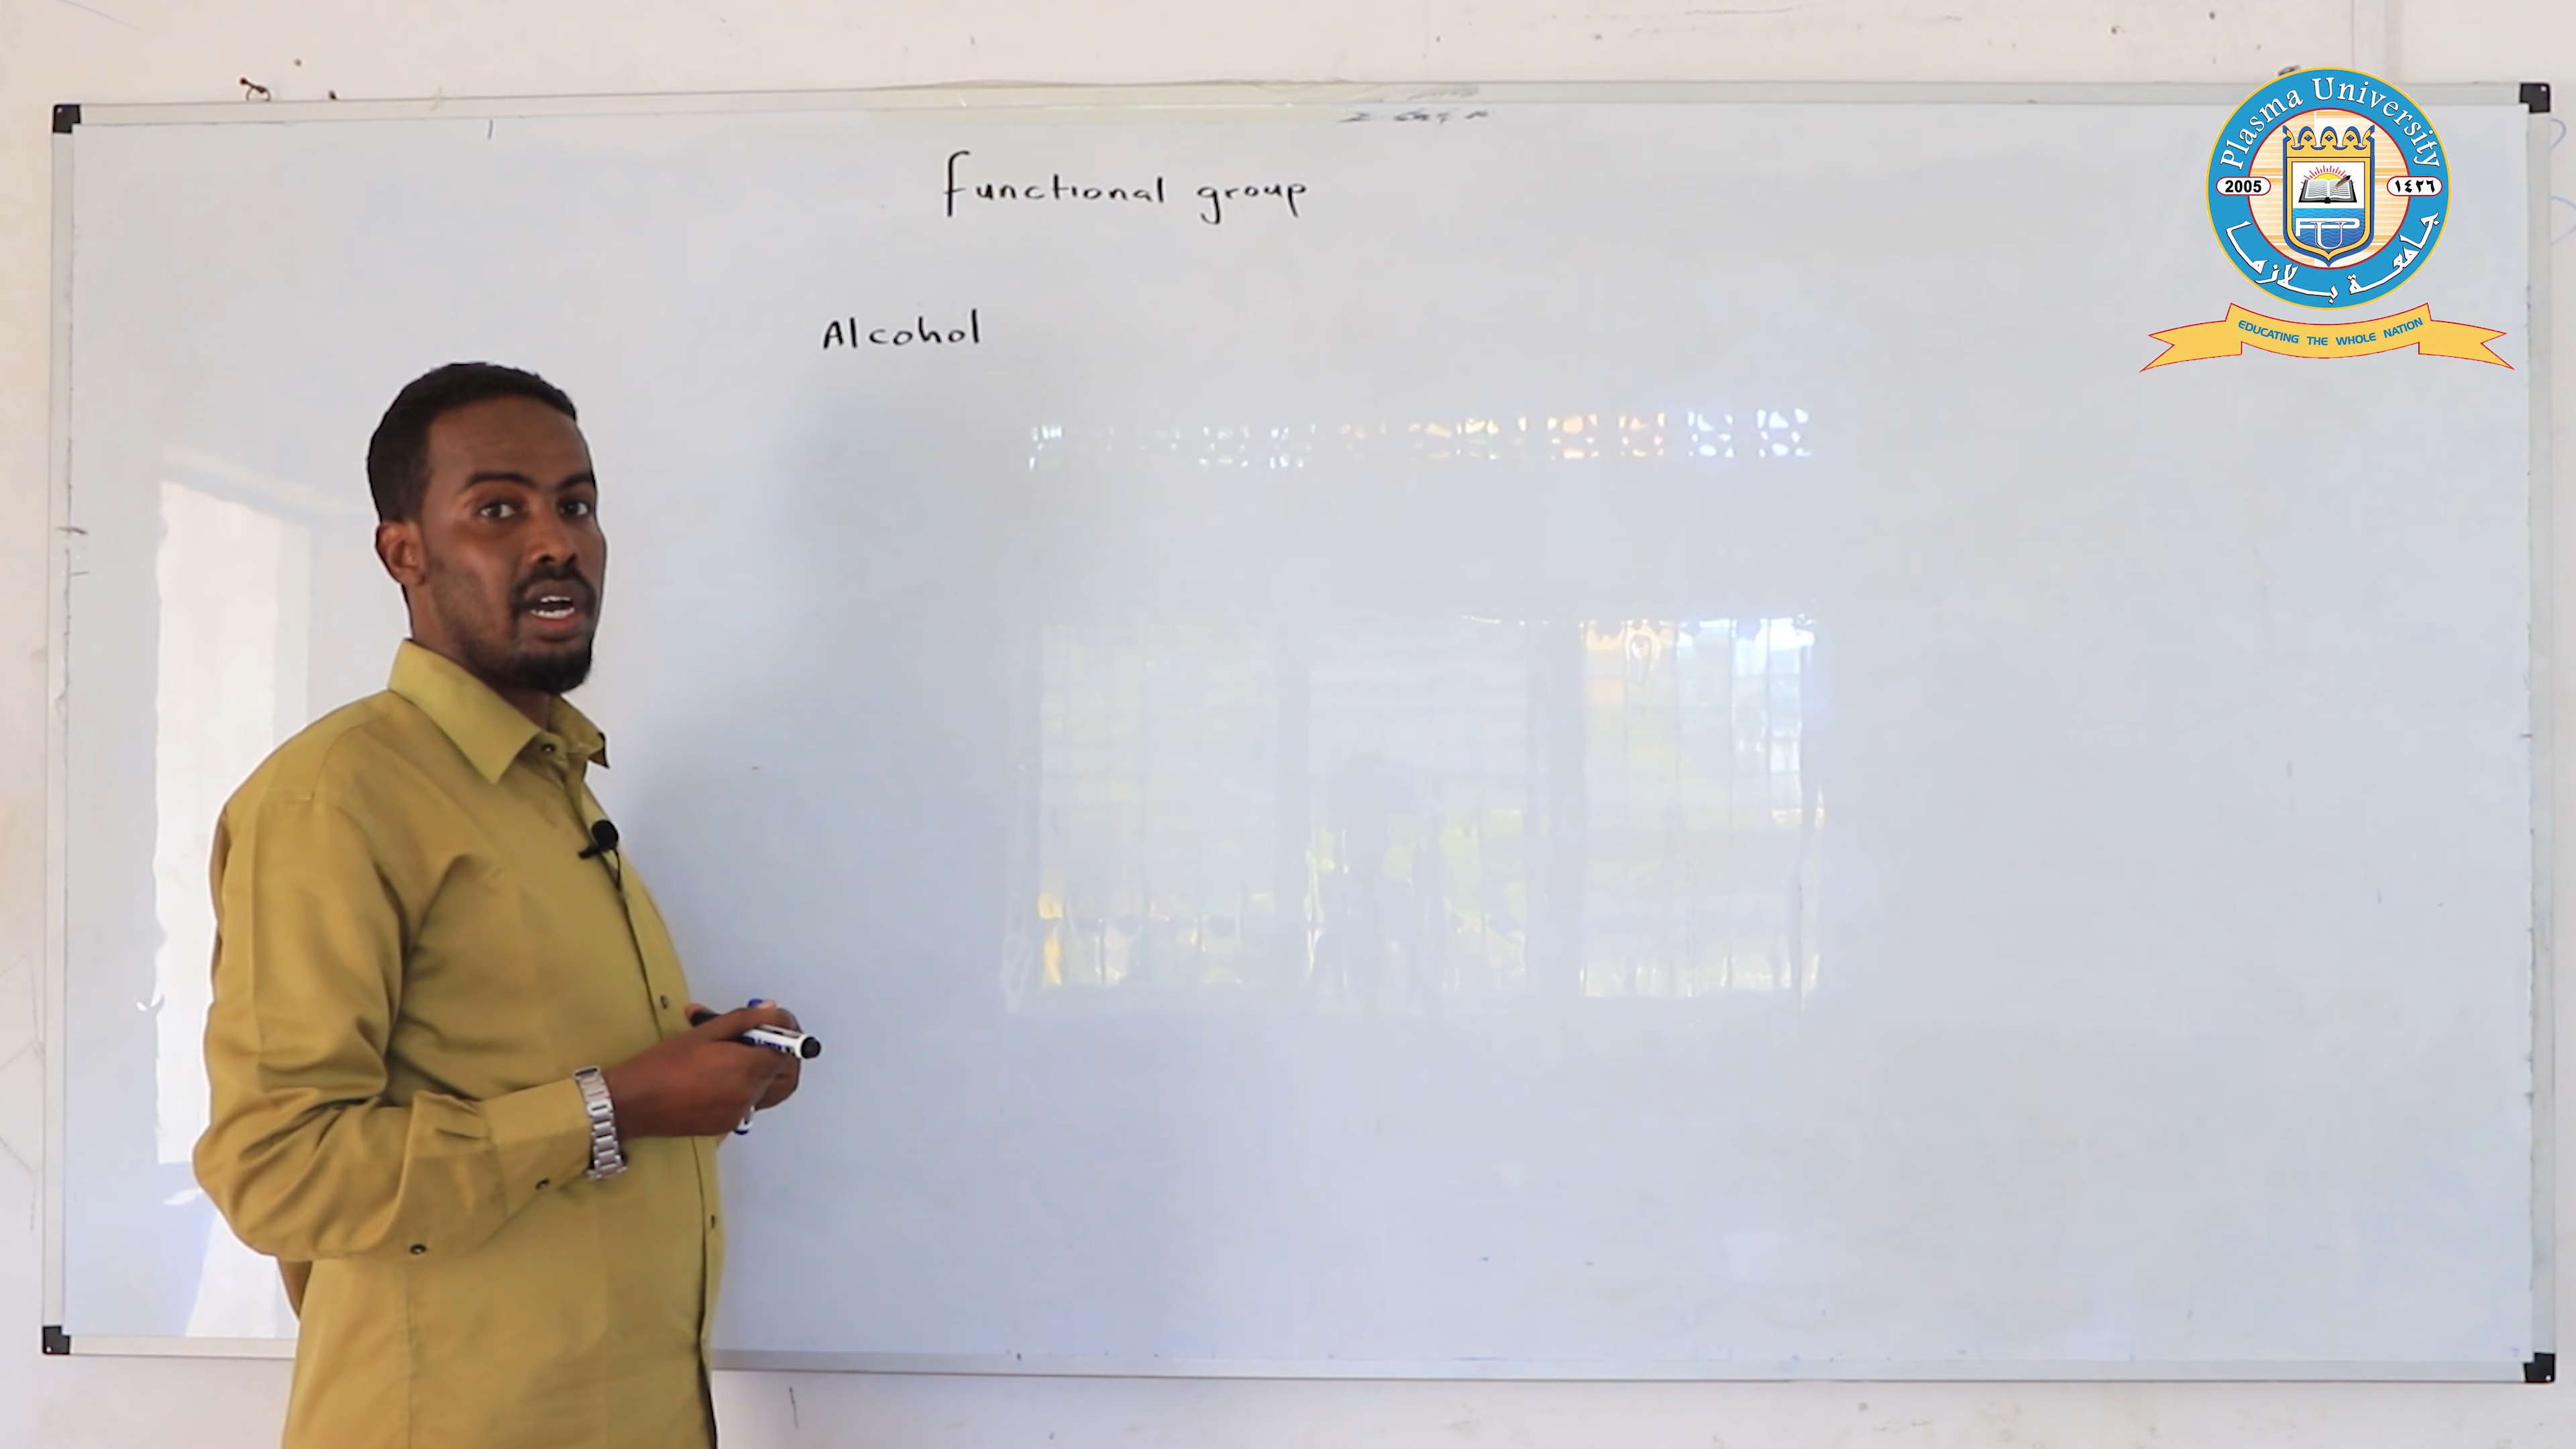 functional group
Alcohol
Plasma University
2005
١٤٢٦
جامعة بلازما
EDUCATING THE WHOLE NATION